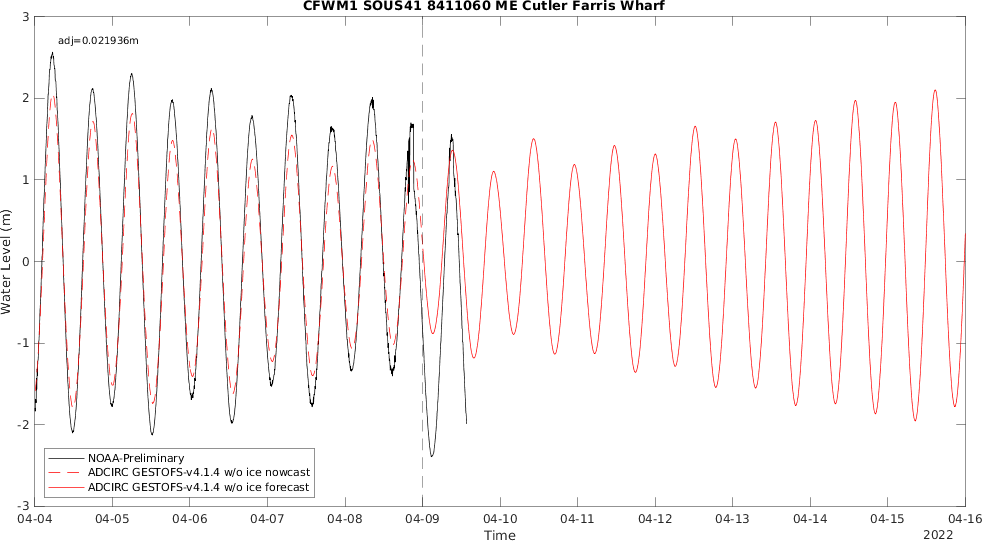 CFWM1 SOUS41 8411060 ME Cutler Farris Wharf
adj=0.021936m
3
2
1
0
-1
-2
-3
Water Level (m)
NOAA-Preliminary
ADCIRC GESTOFS-v4.1.4 w/o ice nowcast
ADCIRC GESTOFS-v4.1.4 w/o ice forecast
04-04 04-05 04-06 04-07 04-08 04-09 04-10 04-11 04-12 04-13 04-14 04-15 04-16
Time
2022